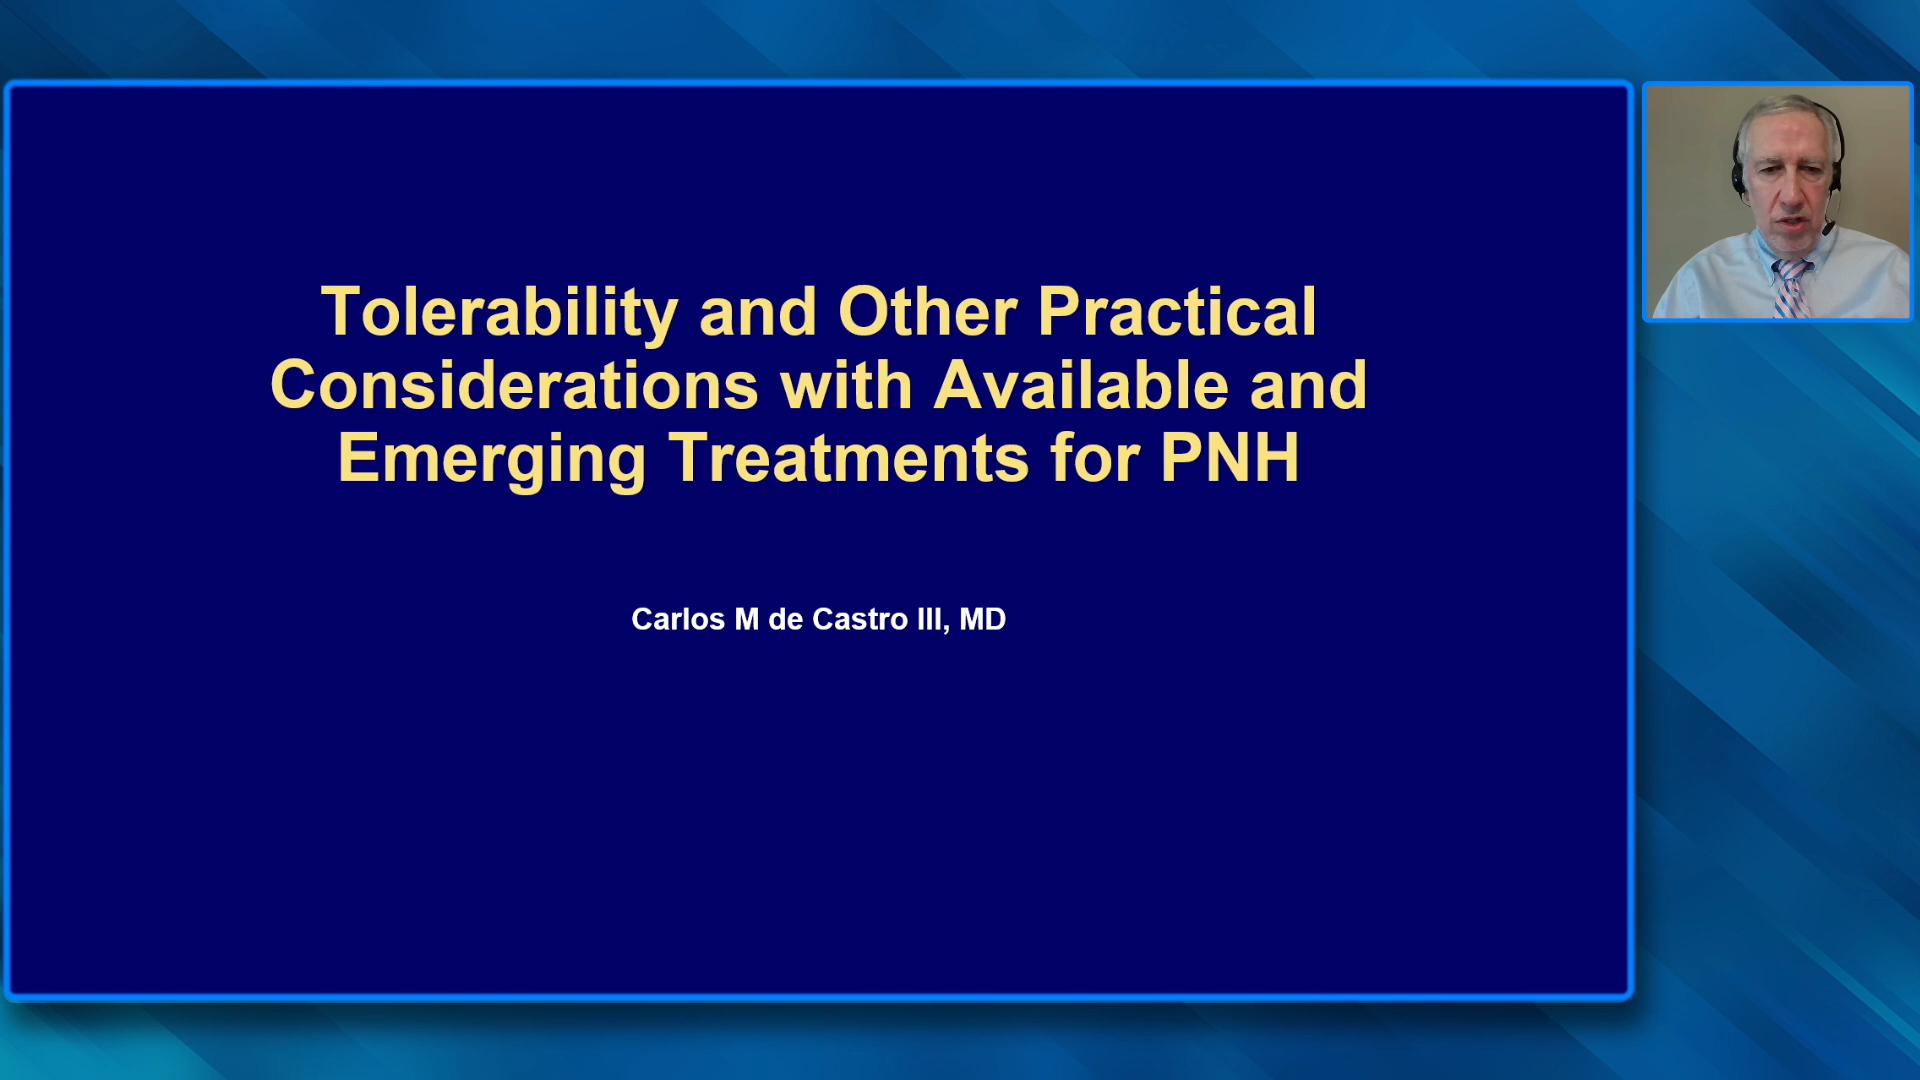 Tolerability and Other Practical
Considerations with Available and
Emerging Treatments for PNH
Carlos M de Castro III, MD